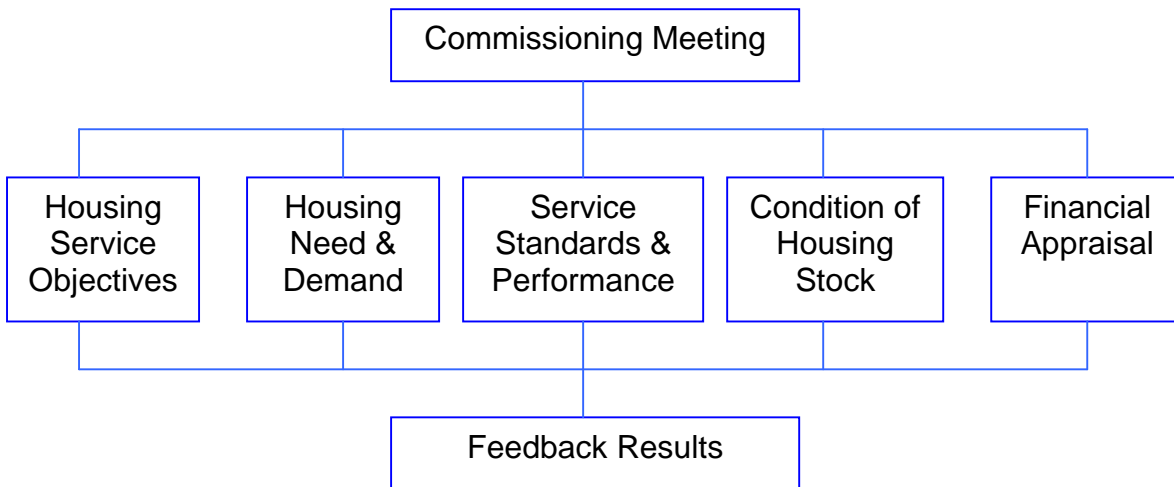 Commissioning Meeting
Housing
Service
Objectives
Housing
Need &
Demand
Service
Standards &
Performance
Condition of
Housing
Stock
Financial
Appraisal
Feedback Results